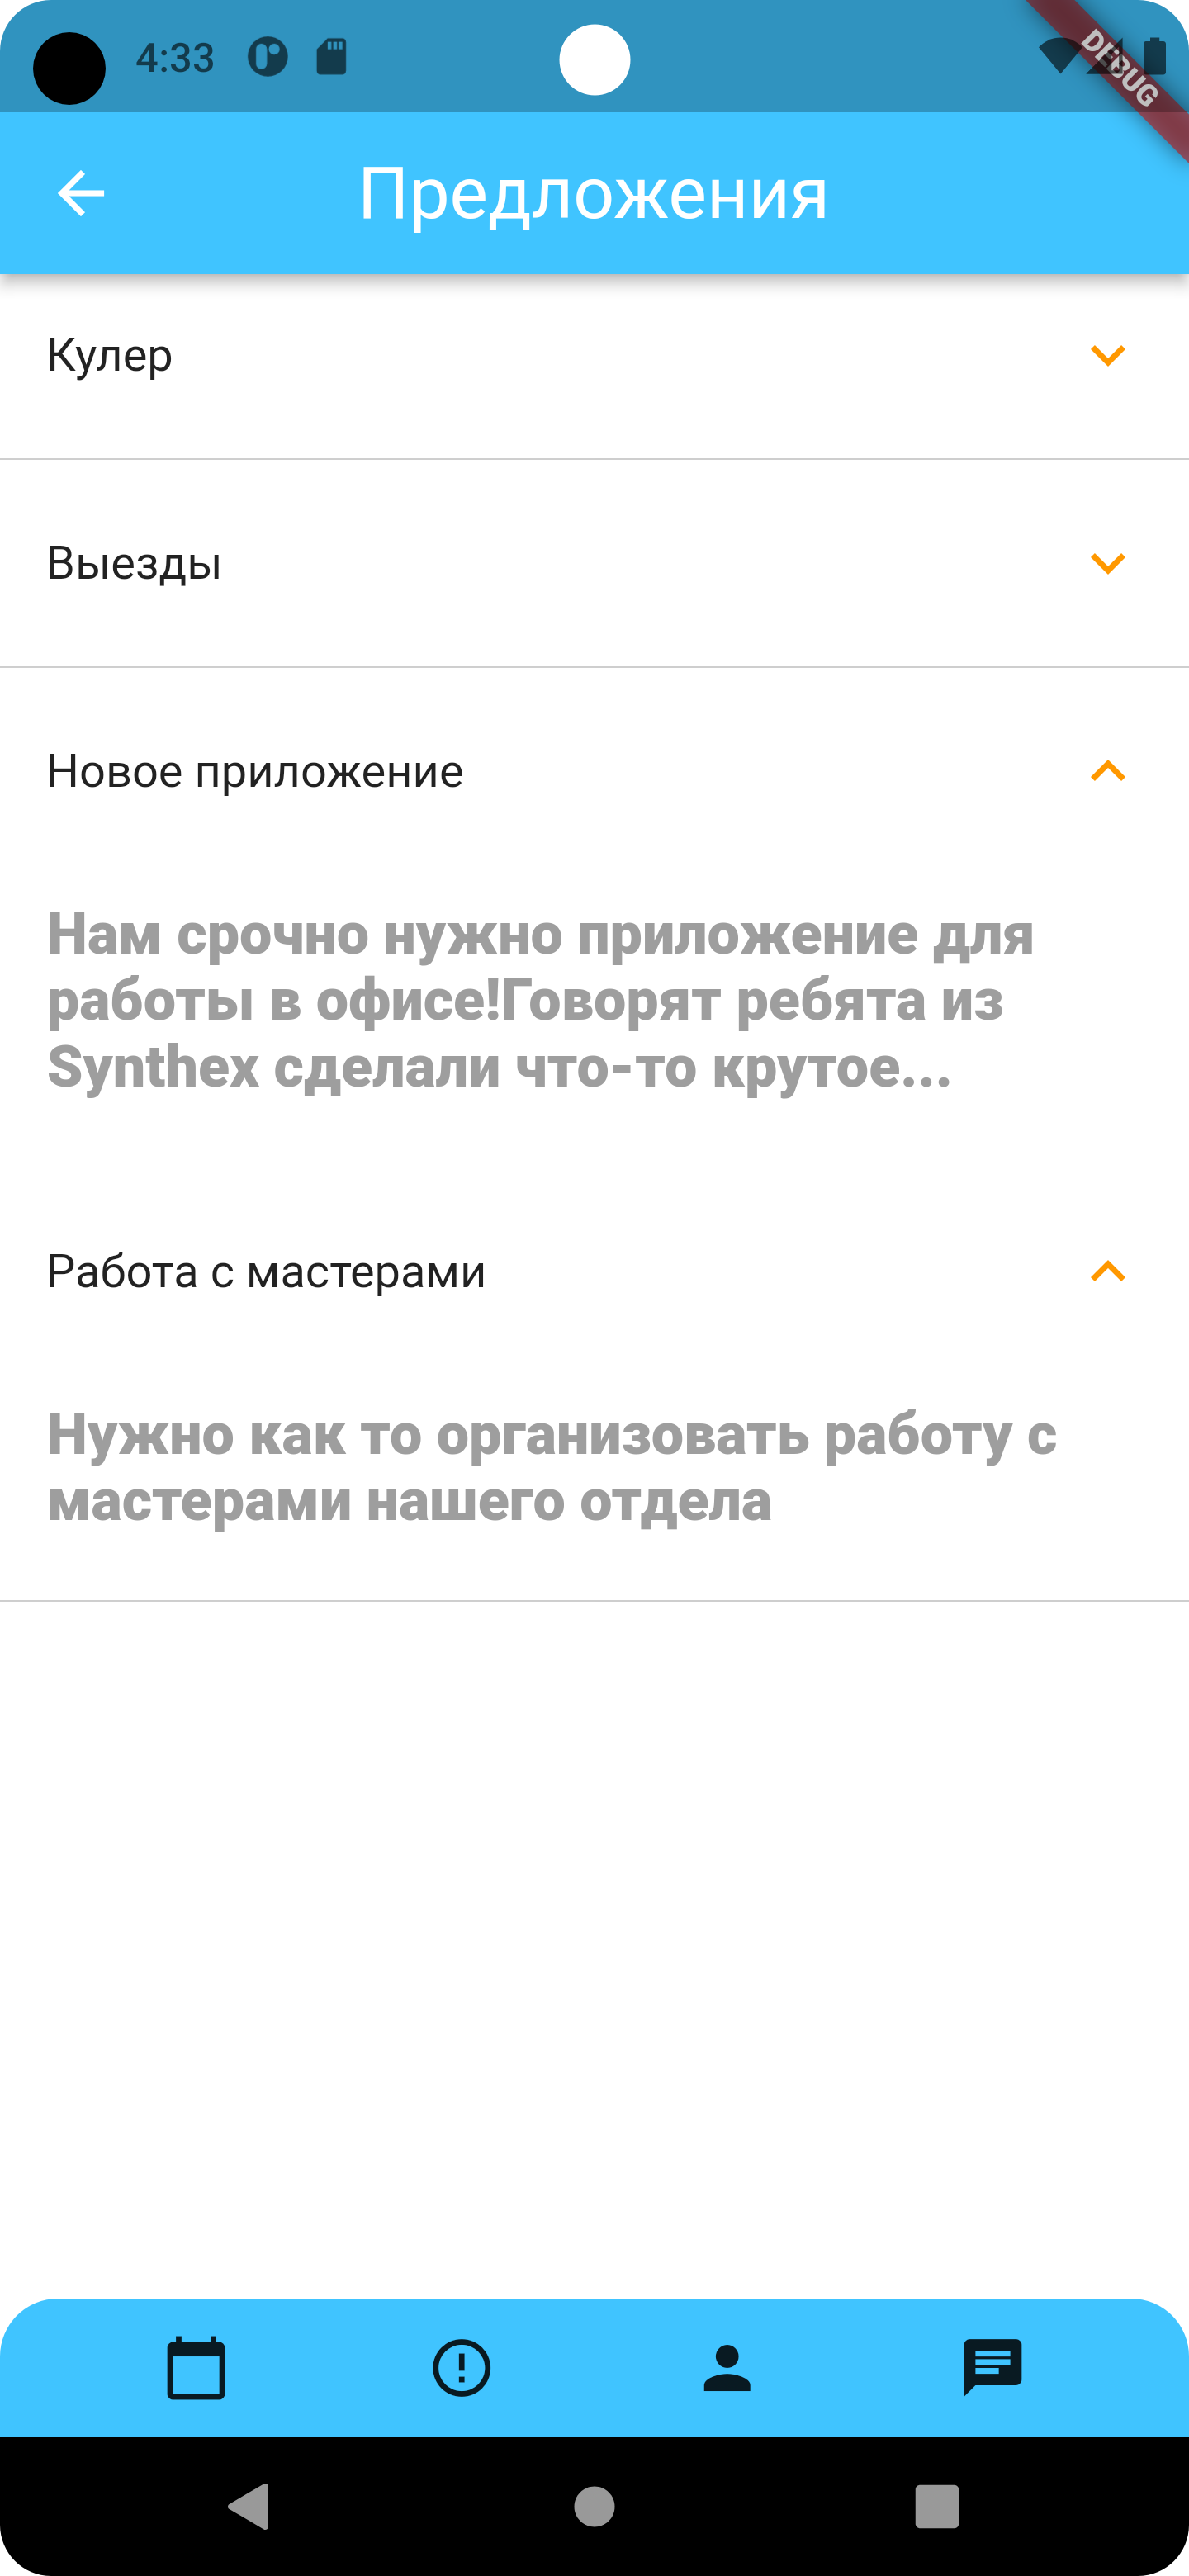 4:33
DEBUG
Предложения
Кулер
Выезды
Новое приложение
Нам срочно нужно приложение для
работы в офисе!Говорят ребята из
Synthex сделали что-то крутое...
Работа с мастерами
Нужно как то организовать работу с
мастерами нашего отдела